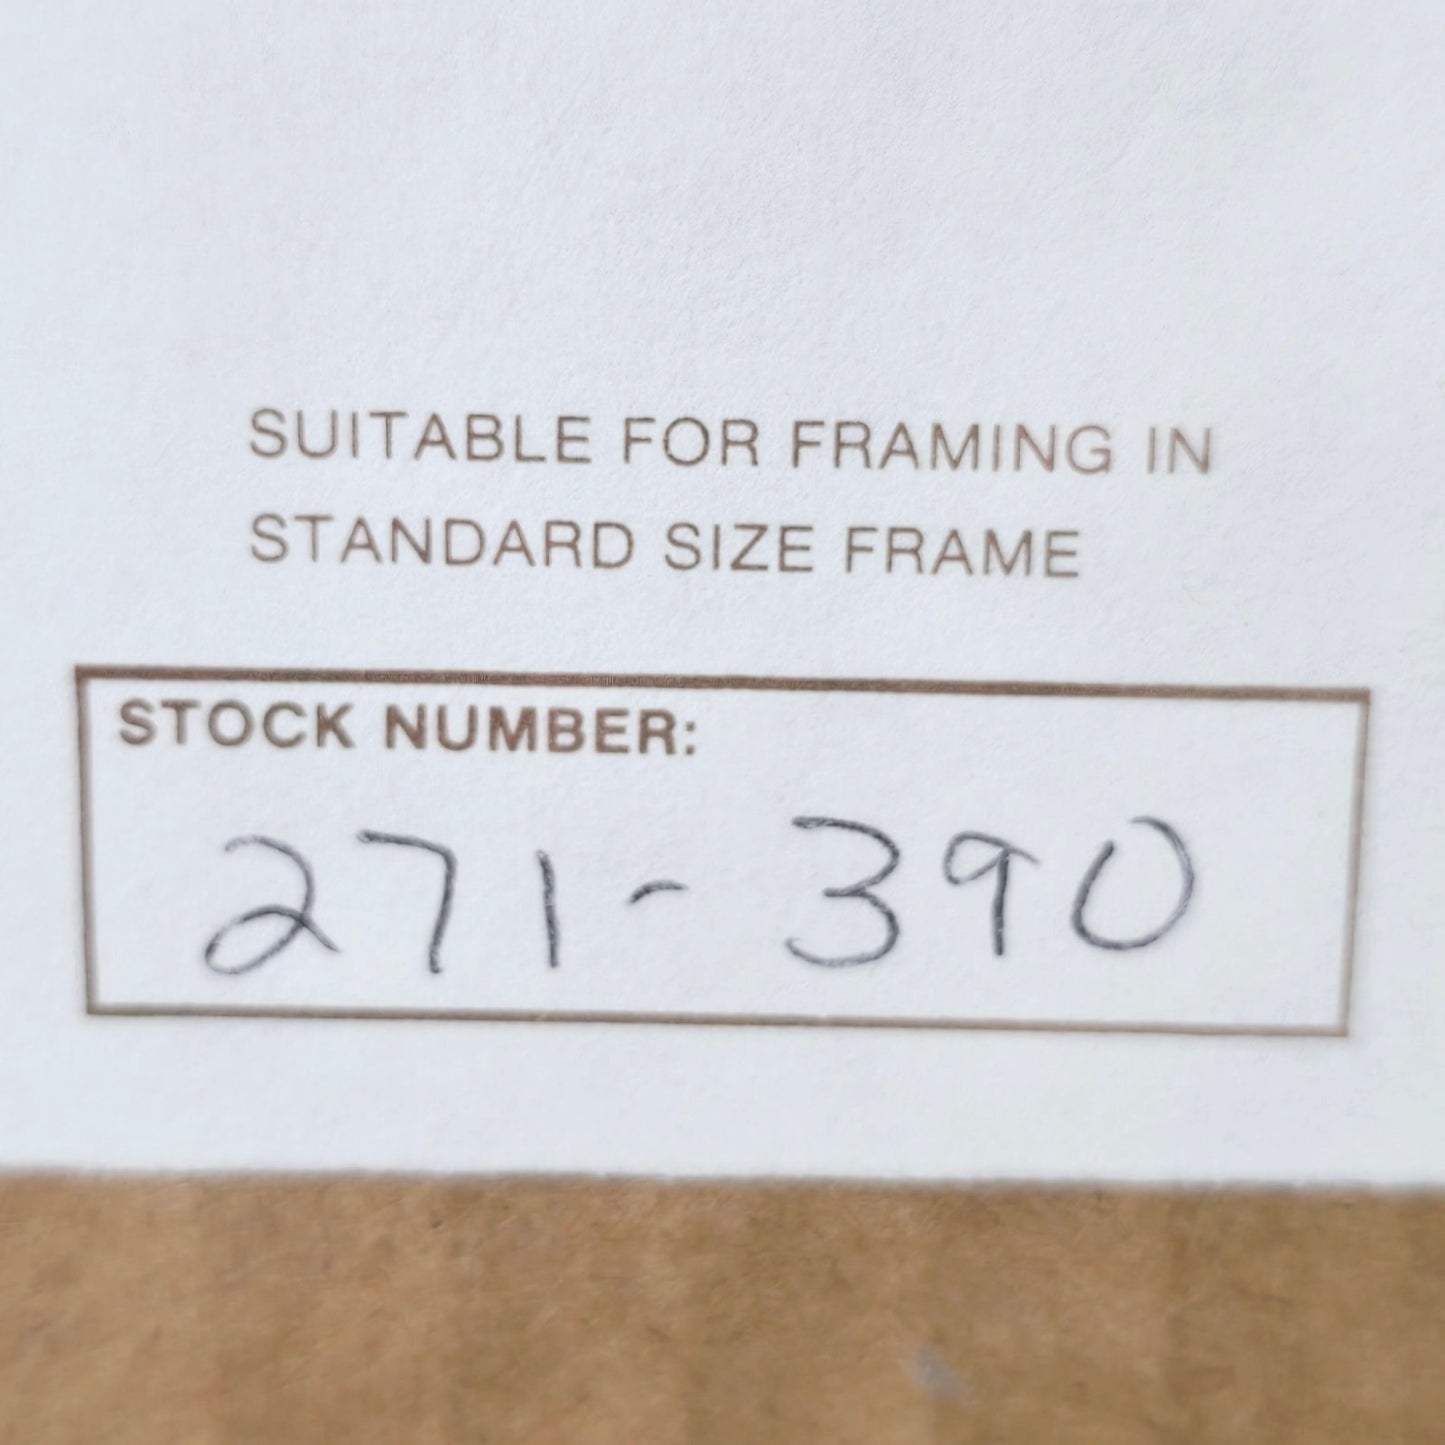 SUITABLE FOR FRAMING IN
STANDARD SIZE FRAME
STOCK NUMBER:
271-390